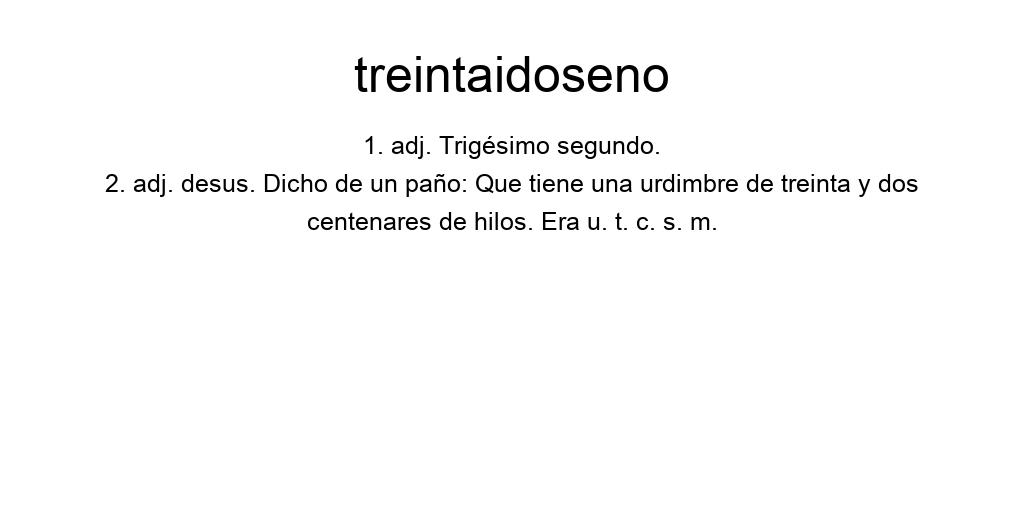 treintaidoseno
1. adj. Trigésimo segundo.
2. adj. desus. Dicho de un paño: Que tiene una urdimbre de treinta y dos
centenares de hilos. Era u. t. c. s. m.